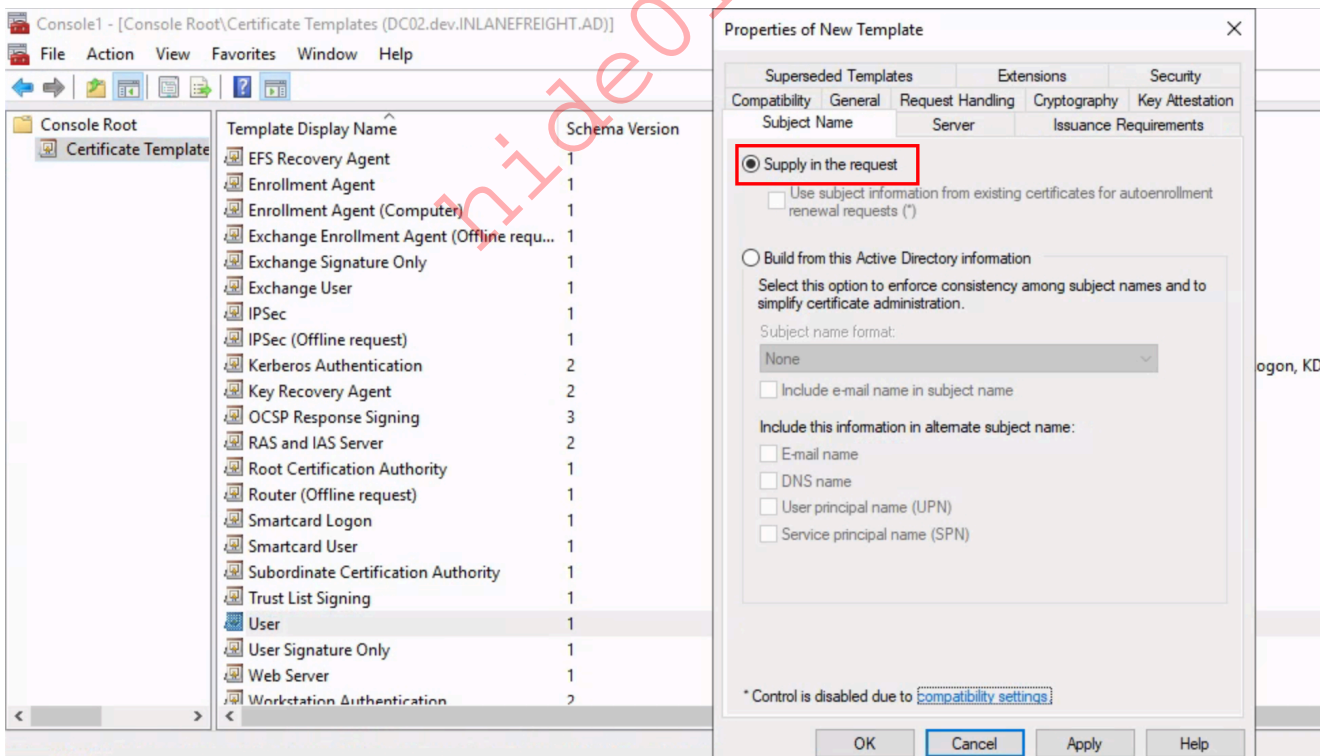 Console1 - [Console Root\Certificate Templates (DC02.dev.INLANEFREIGHT.AD)]
File Action View Favorites Window Help
Console Root
Certificate Template
Template Display Name Schema Version
EFS Recovery Agent 1
Enrollment Agent 1
Enrollment Agent (Computer) 1
Exchange Enrollment Agent (Offline requ... 1
Exchange Signature Only 1
Exchange User 1
IPSec 1
IPSec (Offline request) 1
Kerberos Authentication 2
Key Recovery Agent 2
OCSP Response Signing 3
RAS and IAS Server 2
Root Certification Authority 1
Router (Offline request) 1
Smartcard Logon 1
Smartcard User 1
Subordinate Certification Authority 1
Trust List Signing 1
User 1
User Signature Only 1
Web Server 1
Workstation Authentication 2
ogon, KD
Properties of New Template
Superseded Templates Extensions Security
Compatibility General Request Handling Cryptography Key Attestation
Subject Name Server Issuance Requirements
Supply in the request
Use subject information from existing certificates for autoenrollment
renewal requests (*)
Build from this Active Directory information
Select this option to enforce consistency among subject names and to
simplify certificate administration.
Subject name format:
None
Include e-mail name in subject name
Include this information in alternate subject name:
E-mail name
DNS name
User principal name (UPN)
Service principal name (SPN)
* Control is disabled due to compatibility settings.
OK Cancel Apply Help
hide0